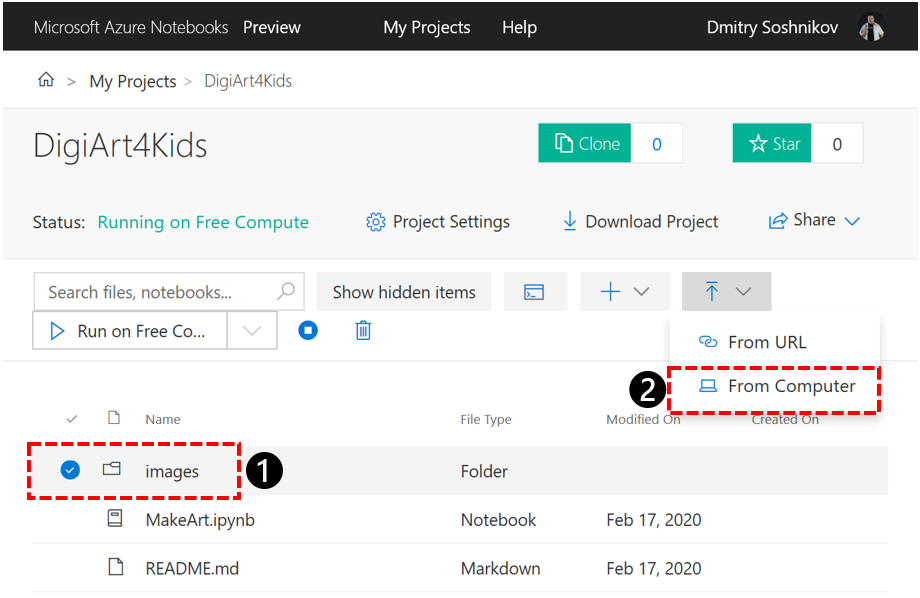 Microsoft Azure Notebooks Preview My Projects Help Dmitry Soshnikov
> My Projects > DigiArt4Kids
DigiArt4Kids Clone 0 Star 0
Status: Running on Free Compute Project Settings Download Project Share
Search files, notebooks... Show hidden items
Run on Free Co...
From URL
2 From Computer
Name File Type Modified On Created On
images 1 Folder
MakeArt.ipynb Notebook Feb 17, 2020
README.md Markdown Feb 17, 2020